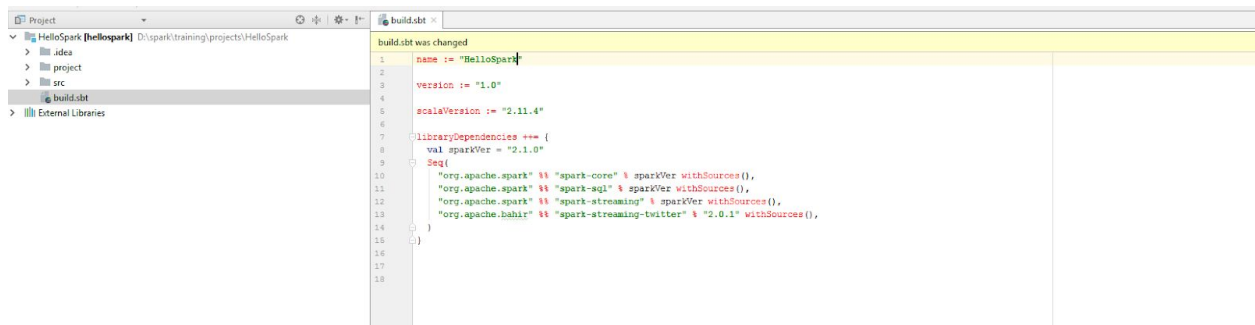 Project
HelloSpark [hellospark] D:\spark\training\projects\HelloSpark
.idea
project
src
build.sbt
External Libraries
build.sbt
build.sbt was changed
1 name := "HelloSpark"
2
3 version := "1.0"
4
5 scalaVersion := "2.11.4"
6
7 libraryDependencies ++= {
8 val sparkVer = "2.1.0"
9 Seq(
10 "org.apache.spark" %% "spark-core" % sparkVer withSources(),
11 "org.apache.spark" %% "spark-sql" % sparkVer withSources(),
12 "org.apache.spark" %% "spark-streaming" % sparkVer withSources(),
13 "org.apache.bahir" %% "spark-streaming-twitter" % "2.0.1" withSources(),
14 )
15 }
16
17
18